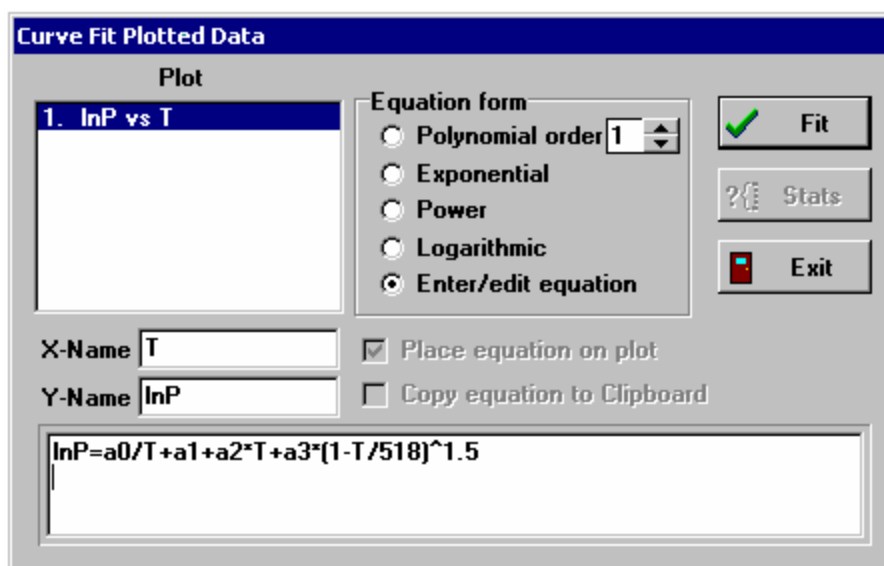 Curve Fit Plotted Data
Plot
1. lnP vs T
Equation form
Polynomial order 1
Exponential
Power
Logarithmic
Enter/edit equation
Fit
?{ Stats
Exit
X-Name T
Y-Name lnP
Place equation on plot
Copy equation to Clipboard
lnP=a0/T+a1+a2*T+a3*(1-T/518)^1.5